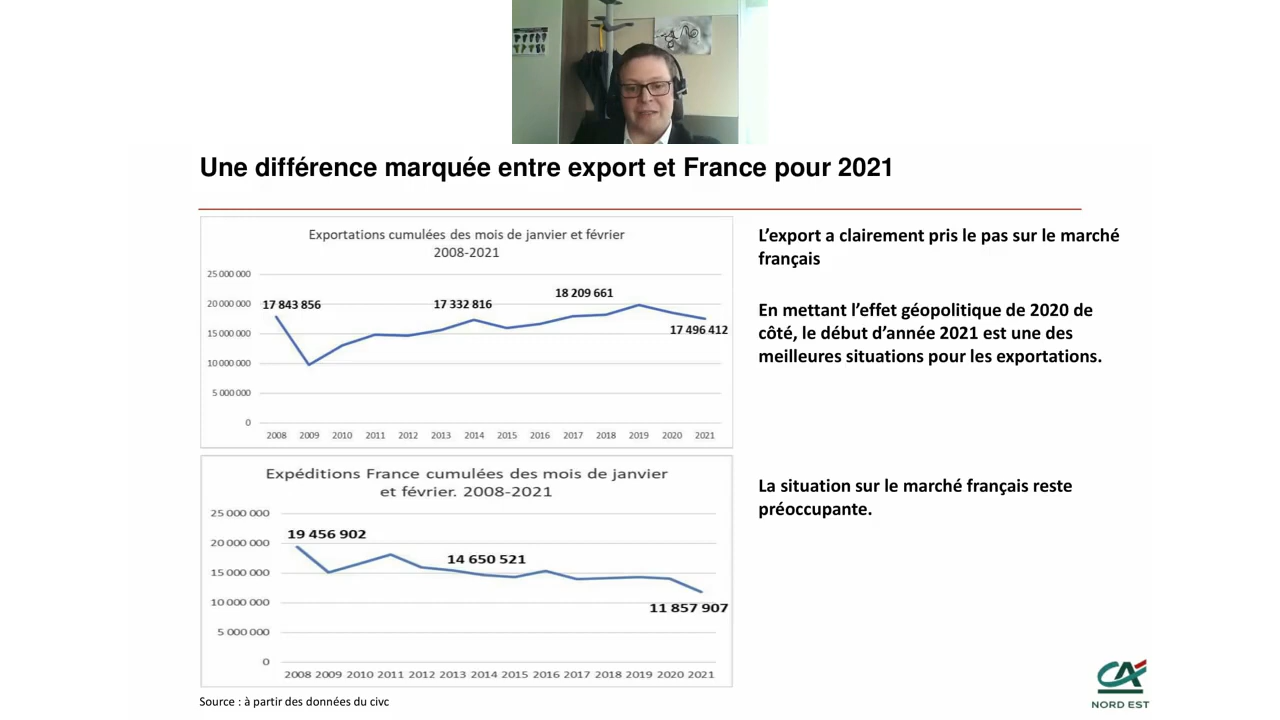 Une différence marquée entre export et France pour 2021
Exportations cumulées des mois de janvier et février
2008-2021
25 000 000
20 000 000
15 000 000
10 000 000
5 000 000
0
17 843 856
17 332 816
18 209 661
17 496 412
2008 2009 2010 2011 2012 2013 2014 2015 2016 2017 2018 2019 2020 2021
L'export a clairement pris le pas sur le marché
français
En mettant l'effet géopolitique de 2020 de
côté, le début d'année 2021 est une des
meilleures situations pour les exportations.
Expéditions France cumulées des mois de janvier
et février. 2008-2021
25 000 000
20 000 000
15 000 000
10 000 000
5 000 000
0
19 456 902
14 650 521
11 857 907
2008 2009 2010 2011 2012 2013 2014 2015 2016 2017 2018 2019 2020 2021
La situation sur le marché français reste
préoccupante.
Source : à partir des données du civc
CA
NORD EST